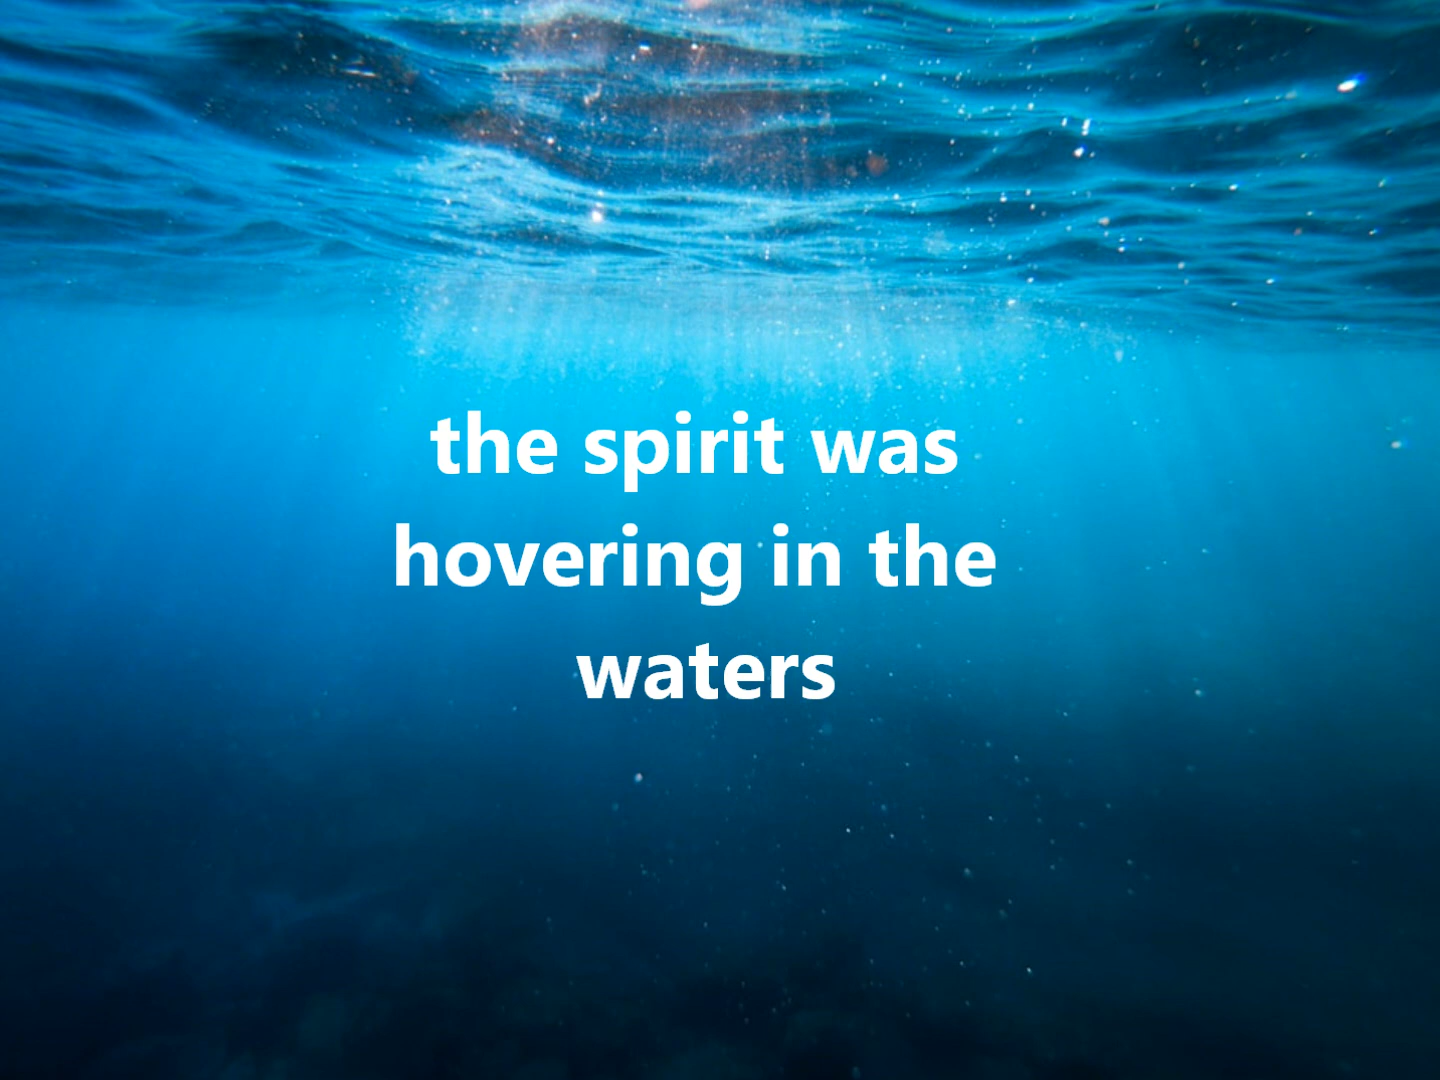 the spirit was
hovering in the
waters